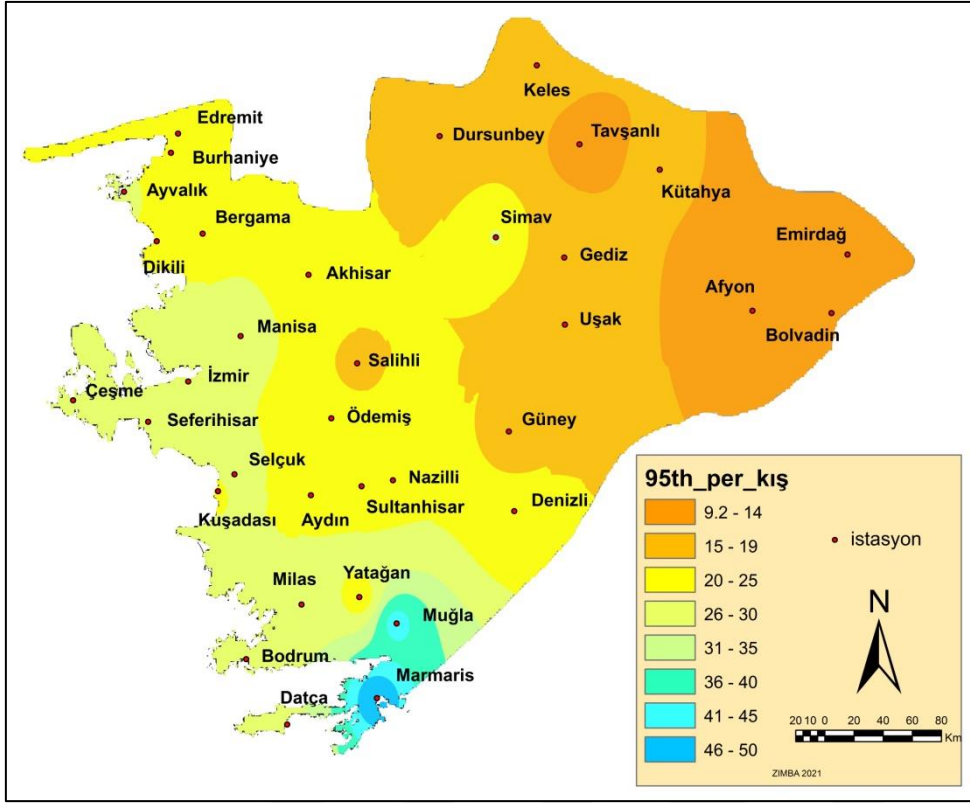 Keles
Dursunbey
Tavşanlı
Edremit
Burhaniye
Kütahya
Ayvalık
Bergama
Simav
Emirdağ
Dikili
Gediz
Akhisar
Afyon
Manisa
Uşak
Bolvadin
Salihli
İzmir
Çeşme
Seferihisar
Ödemiş
Güney
Selçuk
Nazilli
Kuşadası
Aydın
Sultanhisar
Denizli
Milas
Yatağan
Muğla
Bodrum
Marmaris
Datça
95th_per_kış
9.2 - 14
15 - 19
20 - 25
26 - 30
31 - 35
36 - 40
41 - 45
46 - 50
istasyon
N
20 10 0 20 40 60 80
Km
ZIMBA 2021